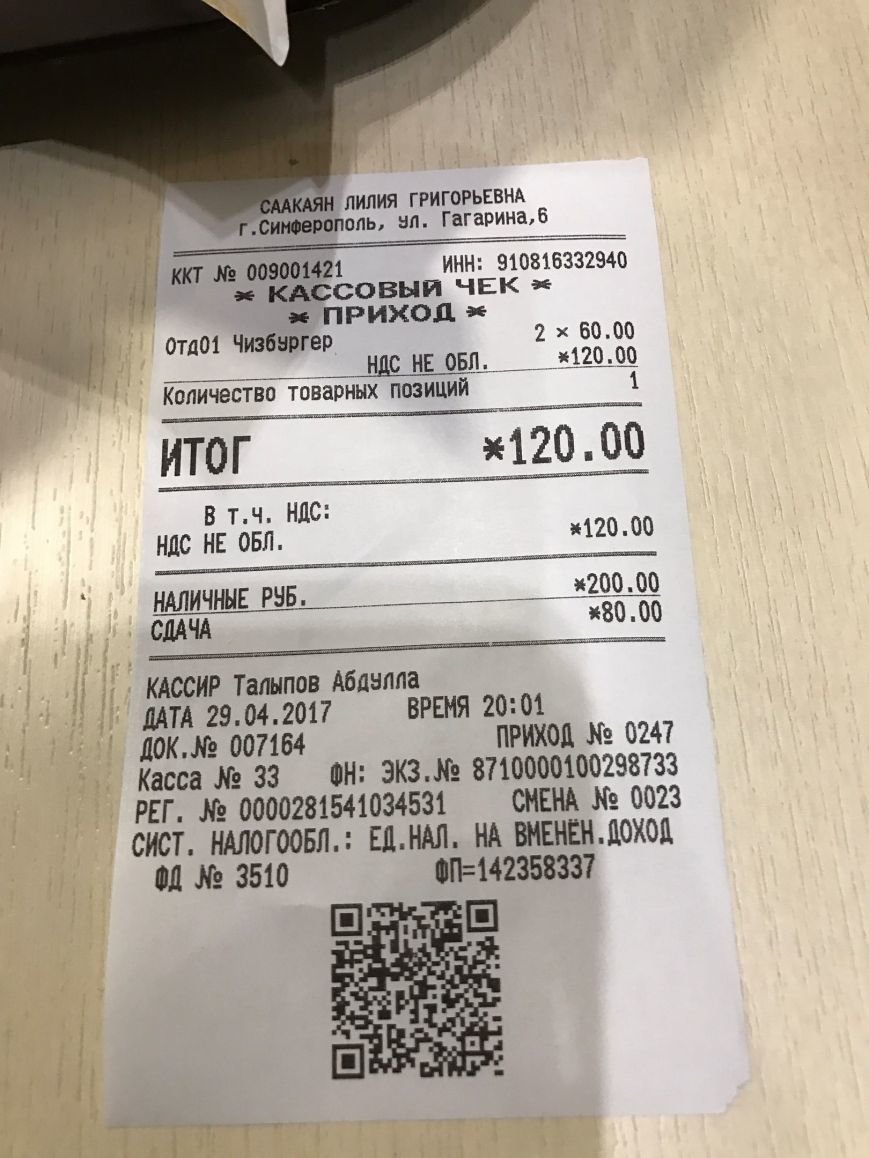 СААКАЯН ЛИЛИЯ ГРИГОРЬЕВНА
г.Симферополь, ул. Гагарина,6
ККТ № 009001421 ИНН: 910816332940
* КАССОВЫЙ ЧЕК *
* ПРИХОД *
Отд01 Чизбургер 2 × 60.00
НДС НЕ ОБЛ. *120.00
Количество товарных позиций 1
ИТОГ *120.00
В т.ч. НДС:
НДС НЕ ОБЛ. *120.00
НАЛИЧНЫЕ РУБ. *200.00
СДАЧА *80.00
КАССИР Талыпов Абдулла
ДАТА 29.04.2017 ВРЕМЯ 20:01
ДОК.№ 007164 ПРИХОД № 0247
Касса № 33 ФН: ЭКЗ.№ 8710000100298733
РЕГ. № 0000281541034531 СМЕНА № 0023
СИСТ. НАЛОГООБЛ.: ЕД.НАЛ. НА ВМЕНЁН.ДОХОД
ФД № 3510 ФП=142358337